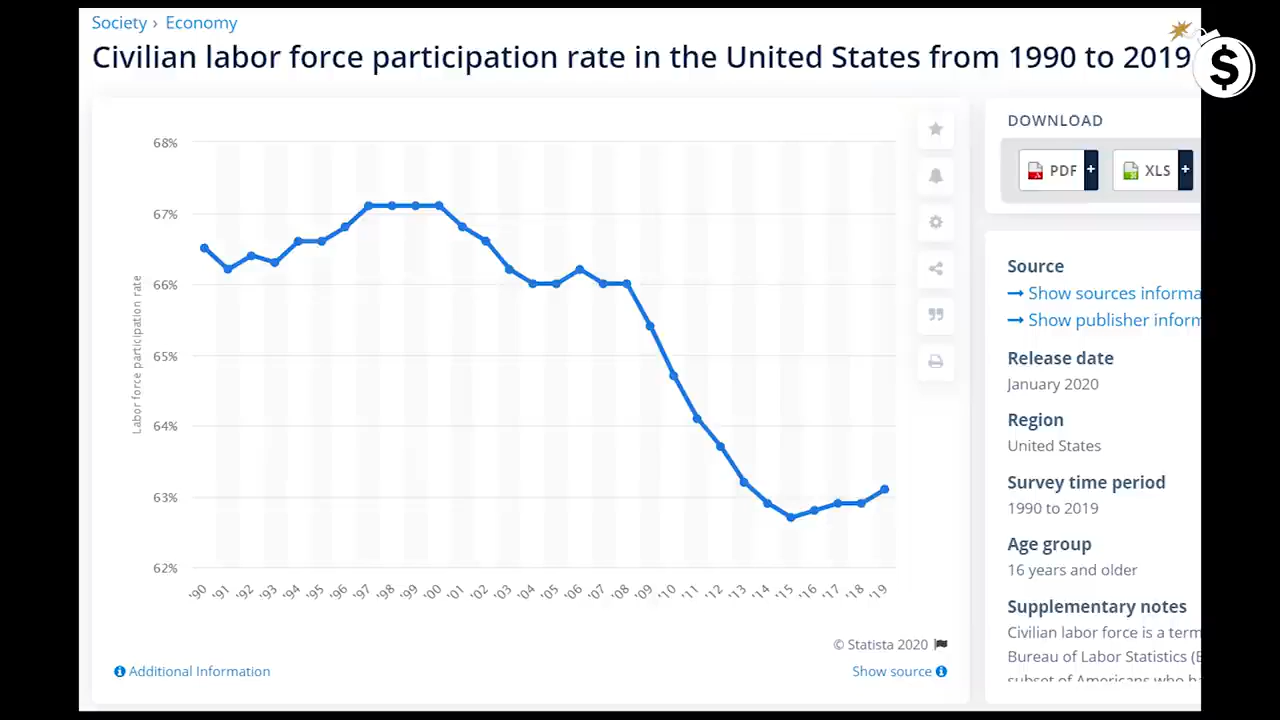 Society › Economy
Civilian labor force participation rate in the United States from 1990 to 2019
$
68%
67%
66%
65%
64%
63%
62%
Labor force participation rate
'90 '91 '92 '93 '94 '95 '96 '97 '98 '99 '00 '01 '02 '03 '04 '05 '06 '07 '08 '09 '10 '11 '12 '13 '14 '15 '16 '17 '18 '19
© Statista 2020
Additional Information
Show source
DOWNLOAD
PDF +
XLS +
Source
→ Show sources informa
→ Show publisher inform
Release date
January 2020
Region
United States
Survey time period
1990 to 2019
Age group
16 years and older
Supplementary notes
Civilian labor force is a term
Bureau of Labor Statistics (B
subset of Americans who ha